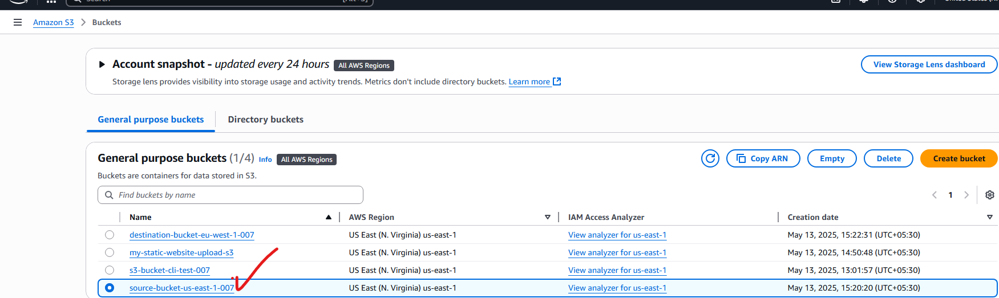 Search [Alt+S]
Amazon S3 Buckets
Account snapshot - updated every 24 hours All AWS Regions
View Storage Lens dashboard
Storage lens provides visibility into storage usage and activity trends. Metrics don't include directory buckets. Learn more
General purpose buckets Directory buckets
General purpose buckets (1/4) Info All AWS Regions
Copy ARN Empty Delete Create bucket
Buckets are containers for data stored in S3.
Find buckets by name
1
Name AWS Region IAM Access Analyzer Creation date
destination-bucket-eu-west-1-007 US East (N. Virginia) us-east-1 View analyzer for us-east-1 May 13, 2025, 15:22:31 (UTC+05:30)
my-static-website-upload-s3 US East (N. Virginia) us-east-1 View analyzer for us-east-1 May 13, 2025, 14:50:48 (UTC+05:30)
s3-bucket-cli-test-007 US East (N. Virginia) us-east-1 View analyzer for us-east-1 May 13, 2025, 13:01:57 (UTC+05:30)
source-bucket-us-east-1-007 US East (N. Virginia) us-east-1 View analyzer for us-east-1 May 13, 2025, 15:20:20 (UTC+05:30)